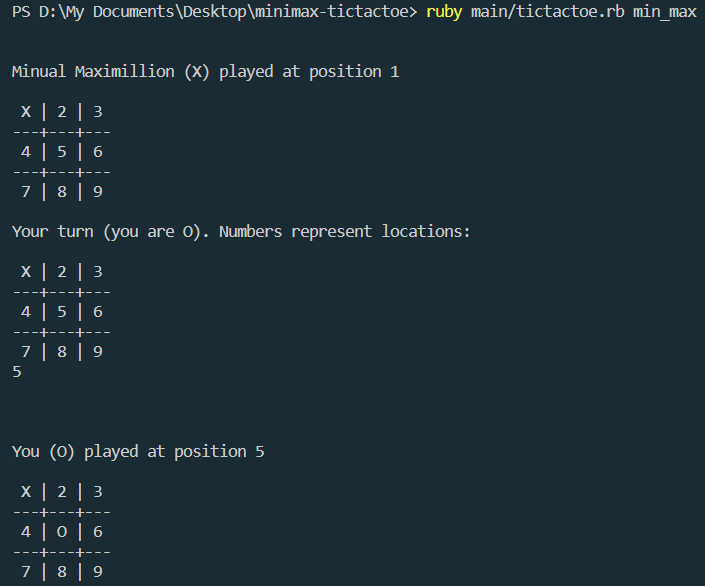 PS D:\My Documents\Desktop\minimax-tictactoe> ruby main/tictactoe.rb min_max
Minual Maximillion (X) played at position 1
X | 2 | 3
---+---+---
4 | 5 | 6
---+---+---
7 | 8 | 9
Your turn (you are O). Numbers represent locations:
X | 2 | 3
---+---+---
4 | 5 | 6
---+---+---
7 | 8 | 9
5
You (O) played at position 5
X | 2 | 3
---+---+---
4 | O | 6
---+---+---
7 | 8 | 9